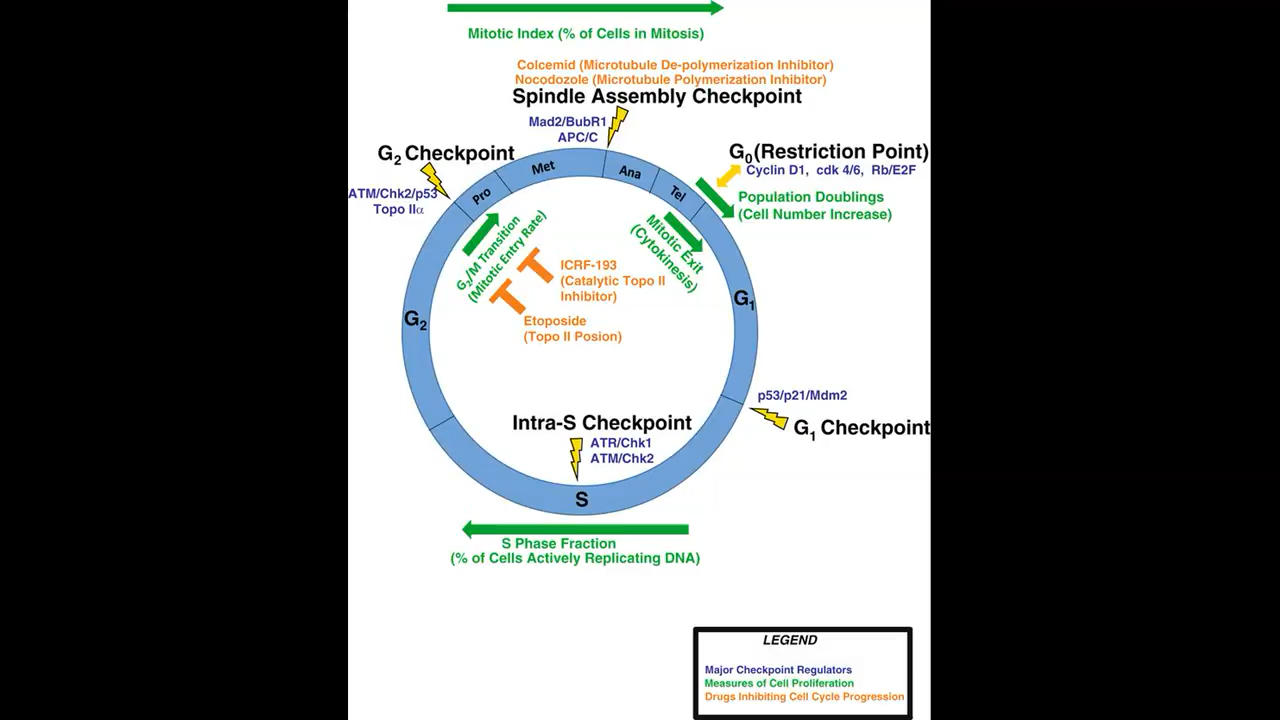 Mitotic Index (% of Cells in Mitosis)
Colcemid (Microtubule De-polymerization Inhibitor)
Nocodozole (Microtubule Polymerization Inhibitor)
Spindle Assembly Checkpoint
Mad2/BubR1
APC/C
G2 Checkpoint
ATM/Chk2/p53
Topo IIα
G0(Restriction Point)
Cyclin D1, cdk 4/6, Rb/E2F
Population Doublings
(Cell Number Increase)
Pro
Met
Ana
Tel
G2/M Transition
(Mitotic Entry Rate)
Mitotic Exit
(Cytokinesis)
ICRF-193
(Catalytic Topo II
Inhibitor)
Etoposide
(Topo II Posion)
G2
G1
p53/p21/Mdm2
G1 Checkpoint
Intra-S Checkpoint
ATR/Chk1
ATM/Chk2
S
S Phase Fraction
(% of Cells Actively Replicating DNA)
LEGEND
Major Checkpoint Regulators
Measures of Cell Proliferation
Drugs Inhibiting Cell Cycle Progression